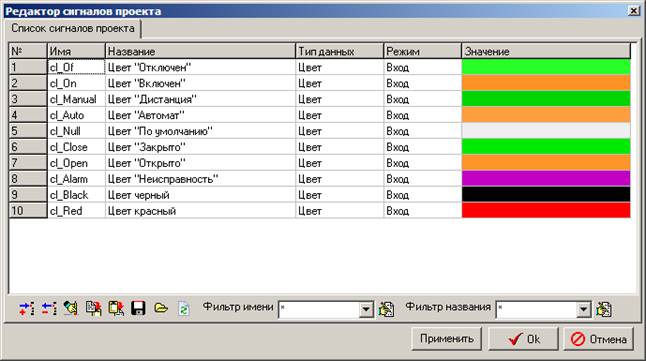 Редактор сигналов проекта
Список сигналов проекта
№ Имя Название Тип данных Режим Значение
1 cl_Of Цвет "Отключен" Цвет Вход
2 cl_On Цвет "Включен" Цвет Вход
3 cl_Manual Цвет "Дистанция" Цвет Вход
4 cl_Auto Цвет "Автомат" Цвет Вход
5 cl_Null Цвет "По умолчанию" Цвет Вход
6 cl_Close Цвет "Закрыто" Цвет Вход
7 cl_Open Цвет "Открыто" Цвет Вход
8 cl_Alarm Цвет "Неисправность" Цвет Вход
9 cl_Black Цвет черный Цвет Вход
10 cl_Red Цвет красный Цвет Вход
Фильтр имени * Фильтр названия *
Применить Ok Отмена